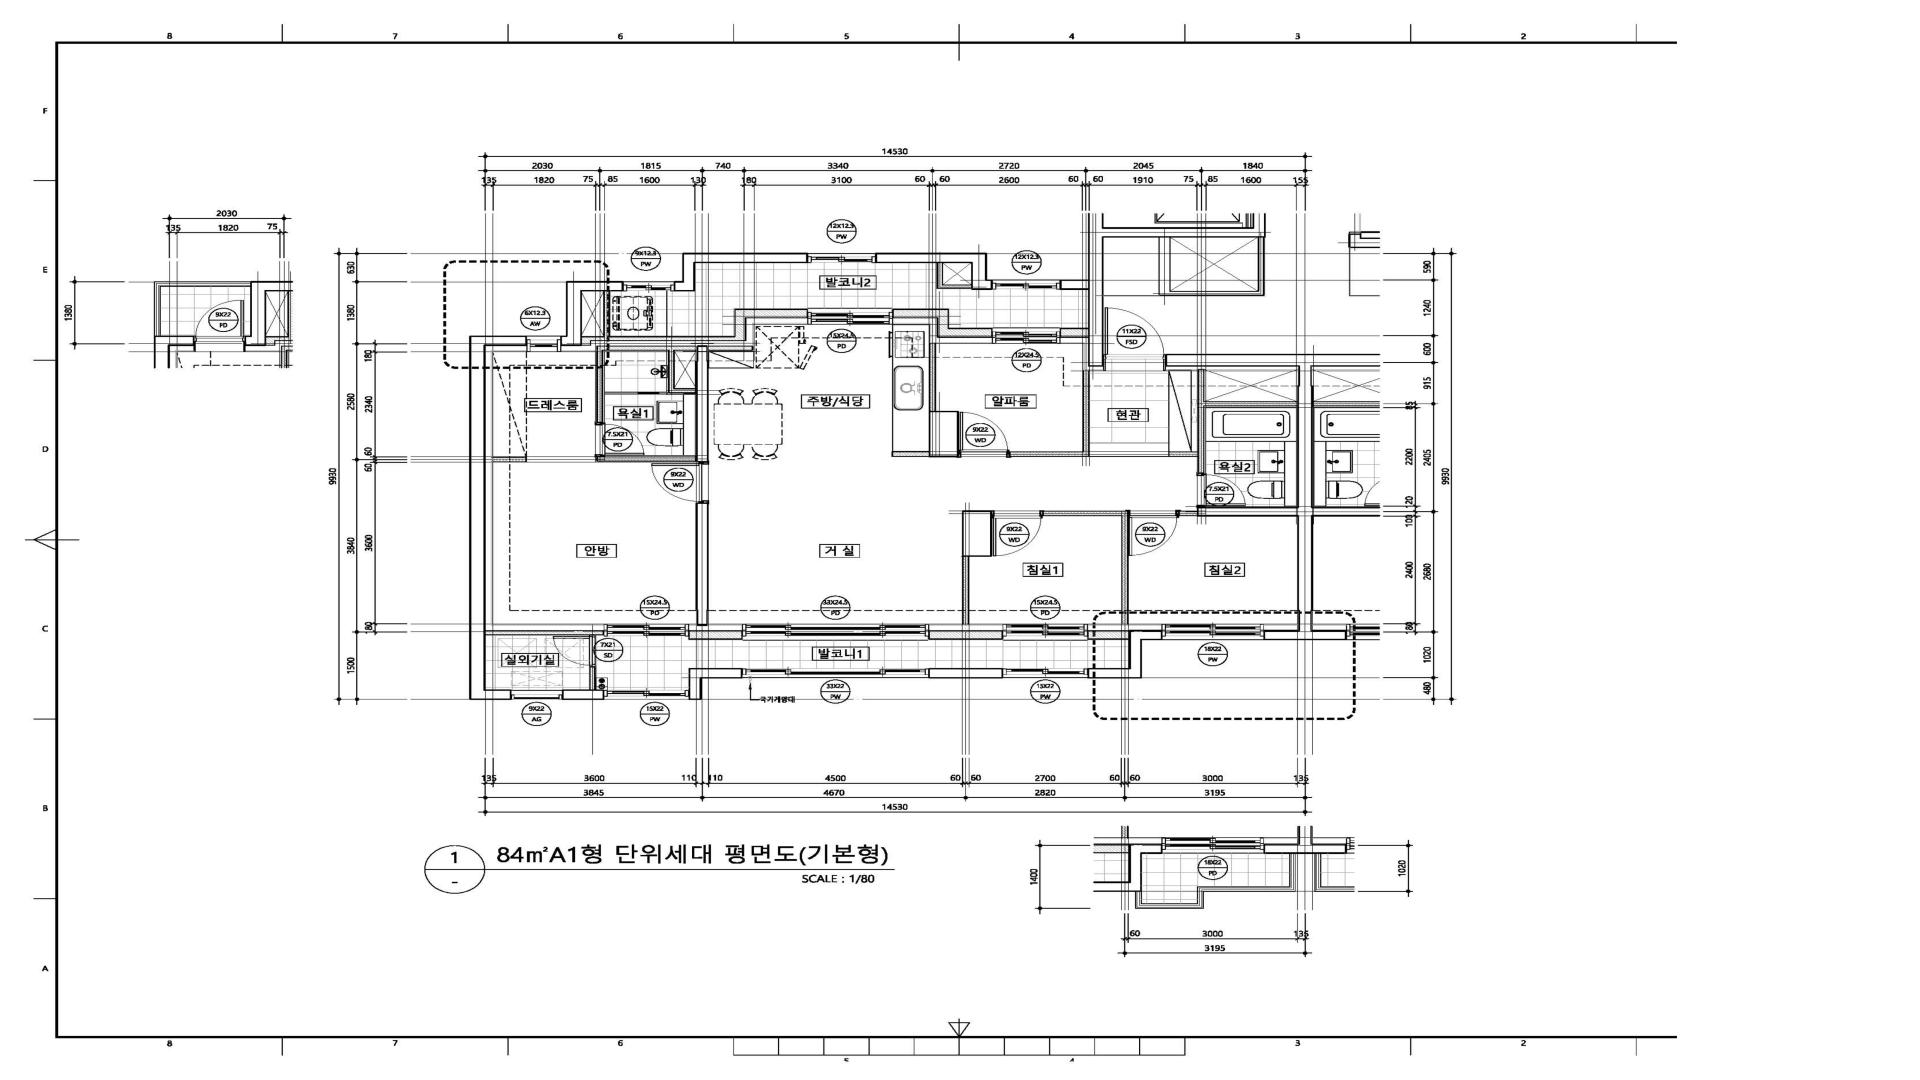 8 7 6 5 4 3 2
F
E
D
C
B
A
14530
2030 1815 740 3340 2720 2045 1840
135 1820 75 85 1600 130 180 3100 60 60 2600 60 60 1910 75 85 1600 155
2030
135 1820 75
1380
9X22
PD
12X12.3
PW
9X12.3
PW
12X12.3
PW
발코니2
6X12.3
AW
15X24.5
PD
12X24.5
PD
11X22
FSD
드레스룸
욕실1
주방/식당
알파룸
현관
7.5X21
PD
9X22
WD
9X22
WD
욕실2
7.5X21
PD
안방
거 실
침실1
침실2
9X22
WD
9X22
WD
15X24.5
PD
33X24.5
PD
15X24.5
PD
실외기실
7X21
SD
발코니1
18X22
PW
9X22
AG
15X22
PW
33X22
PW
15X22
PW
국기게양대
9930
630 1380 2580 3840 1500
180 2340 60 60 3600 180
590 1240 600 915 2405 2680 1020 480
85 2200 120 100 2400 180
9930
135 3600 110 110 4500 60 60 2700 60 60 3000 135
3845 4670 2820 3195
14530
1
-
84㎡A1형 단위세대 평면도(기본형)
SCALE : 1/80
18X22
PD
1400
1020
60 3000 135
3195
8 7 6 5 4 3 2